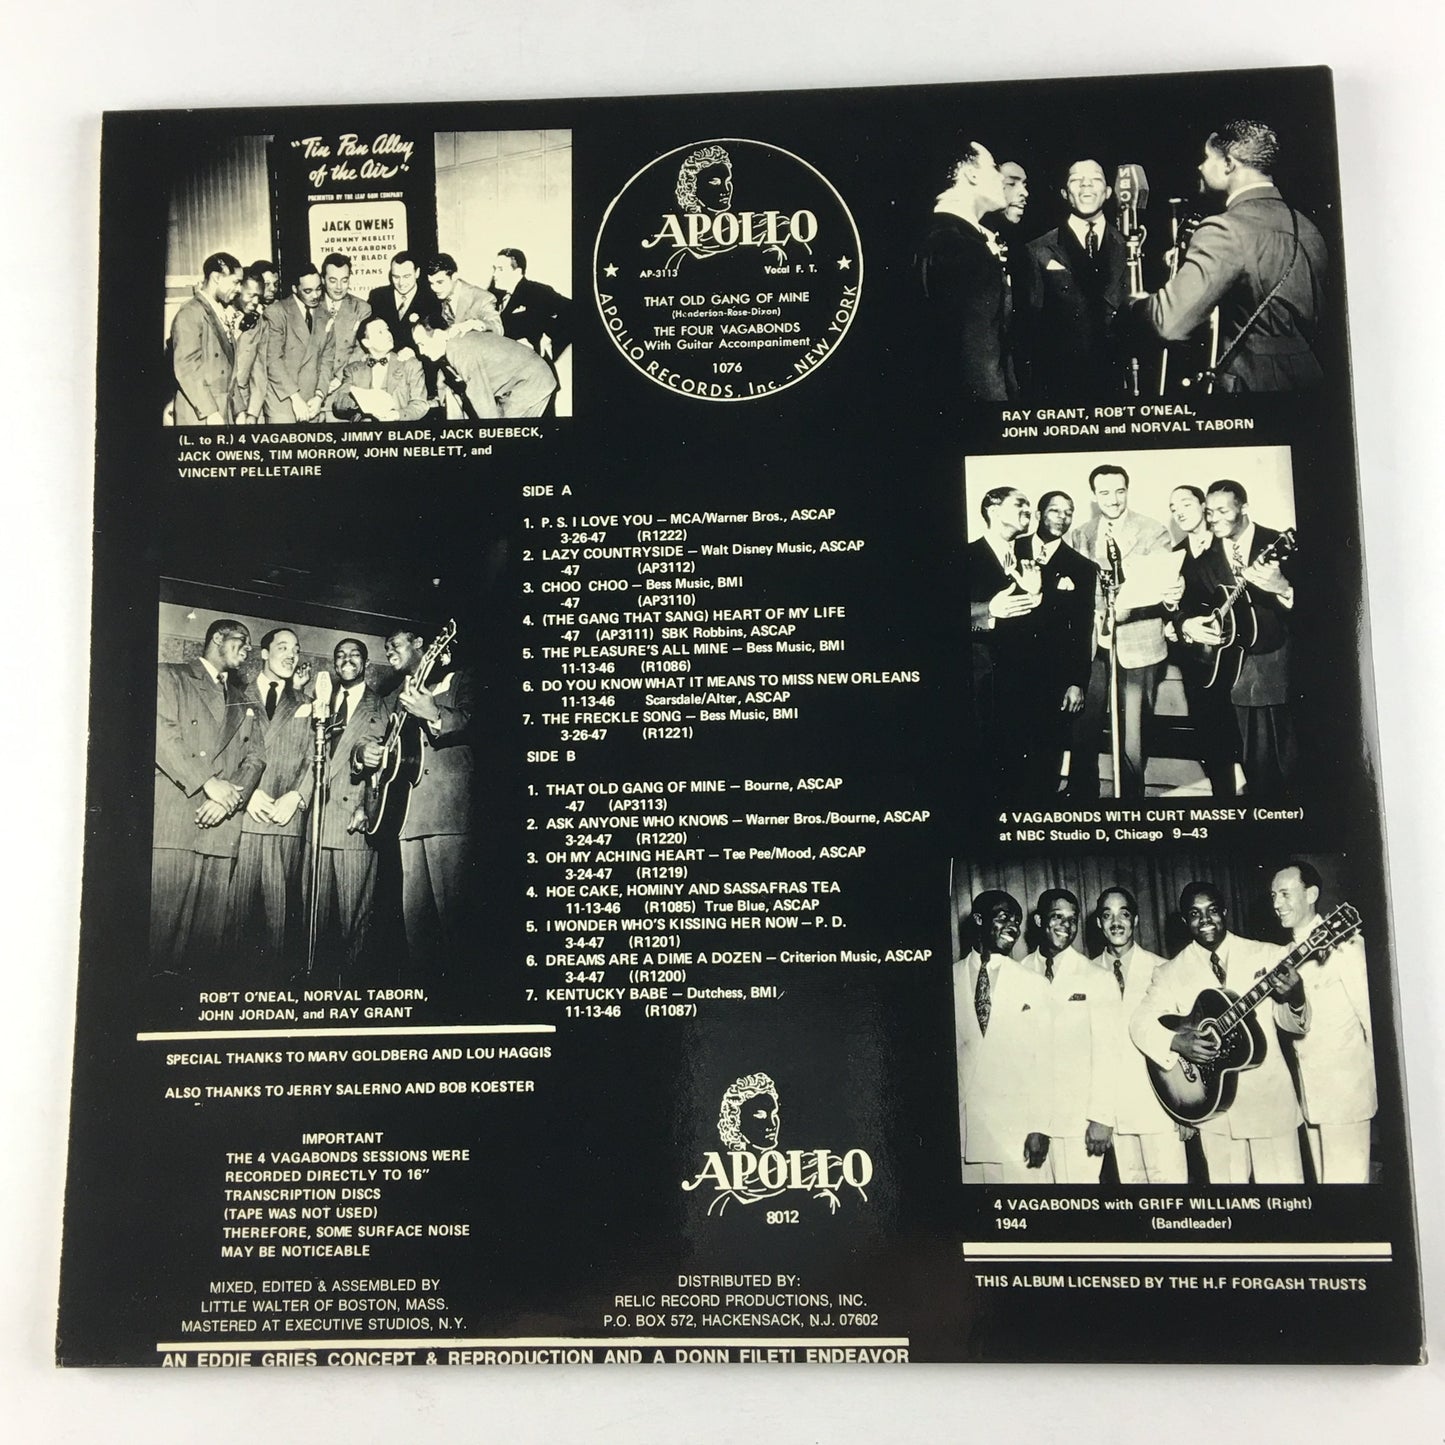 "Tin Pan Alley
of the Air"
PRESENTED BY THE LEAF GUM COMPANY
JACK OWENS
JOHNNY NEBLETT
THE 4 VAGABONDS
MY BLADE
AFTANS
(L. to R.) 4 VAGABONDS, JIMMY BLADE, JACK BUEBECK,
JACK OWENS, TIM MORROW, JOHN NEBLETT, and
VINCENT PELLETAIRE
APOLLO
AP-3113 Vocal F. T.
THAT OLD GANG OF MINE
(Henderson-Rose-Dixon)
THE FOUR VAGABONDS
With Guitar Accompaniment
1076
APOLLO RECORDS, Inc. - NEW YORK
NBC
RAY GRANT, ROB'T O'NEAL,
JOHN JORDAN and NORVAL TABORN
SIDE A
1. P. S. I LOVE YOU – MCA/Warner Bros., ASCAP
3-26-47 (R1222)
2. LAZY COUNTRYSIDE – Walt Disney Music, ASCAP
-47 (AP3112)
3. CHOO CHOO – Bess Music, BMI
-47 (AP3110)
4. (THE GANG THAT SANG) HEART OF MY LIFE
-47 (AP3111) SBK Robbins, ASCAP
5. THE PLEASURE'S ALL MINE – Bess Music, BMI
11-13-46 (R1086)
6. DO YOU KNOW WHAT IT MEANS TO MISS NEW ORLEANS
11-13-46 Scarsdale/Alter, ASCAP
7. THE FRECKLE SONG – Bess Music, BMI
3-26-47 (R1221)
SIDE B
1. THAT OLD GANG OF MINE – Bourne, ASCAP
-47 (AP3113)
2. ASK ANYONE WHO KNOWS – Warner Bros./Bourne, ASCAP
3-24-47 (R1220)
3. OH MY ACHING HEART – Tee Pee/Mood, ASCAP
3-24-47 (R1219)
4. HOE CAKE, HOMINY AND SASSAFRAS TEA
11-13-46 (R1085) True Blue, ASCAP
5. I WONDER WHO'S KISSING HER NOW – P. D.
3-4-47 (R1201)
6. DREAMS ARE A DIME A DOZEN – Criterion Music, ASCAP
3-4-47 ((R1200)
7. KENTUCKY BABE – Dutchess, BMI
11-13-46 (R1087)
4 VAGABONDS WITH CURT MASSEY (Center)
at NBC Studio D, Chicago 9–43
ROB'T O'NEAL, NORVAL TABORN,
JOHN JORDAN, and RAY GRANT
SPECIAL THANKS TO MARV GOLDBERG AND LOU HAGGIS
ALSO THANKS TO JERRY SALERNO AND BOB KOESTER
IMPORTANT
THE 4 VAGABONDS SESSIONS WERE
RECORDED DIRECTLY TO 16"
TRANSCRIPTION DISCS
(TAPE WAS NOT USED)
THEREFORE, SOME SURFACE NOISE
MAY BE NOTICEABLE
MIXED, EDITED & ASSEMBLED BY
LITTLE WALTER OF BOSTON, MASS.
MASTERED AT EXECUTIVE STUDIOS, N.Y.
APOLLO
8012
DISTRIBUTED BY:
RELIC RECORD PRODUCTIONS, INC.
P.O. BOX 572, HACKENSACK, N.J. 07602
4 VAGABONDS with GRIFF WILLIAMS (Right)
1944 (Bandleader)
THIS ALBUM LICENSED BY THE H.F FORGASH TRUSTS
AN EDDIE GRIES CONCEPT & REPRODUCTION AND A DONN FILETI ENDEAVOR